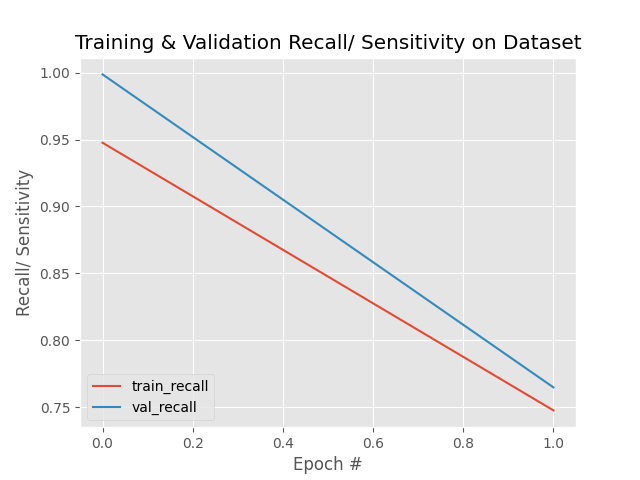 Training & Validation Recall/ Sensitivity on Dataset
1.00
0.95
0.90
0.85
0.80
0.75
Recall/ Sensitivity
train_recall
val_recall
0.0 0.2 0.4 0.6 0.8 1.0
Epoch #